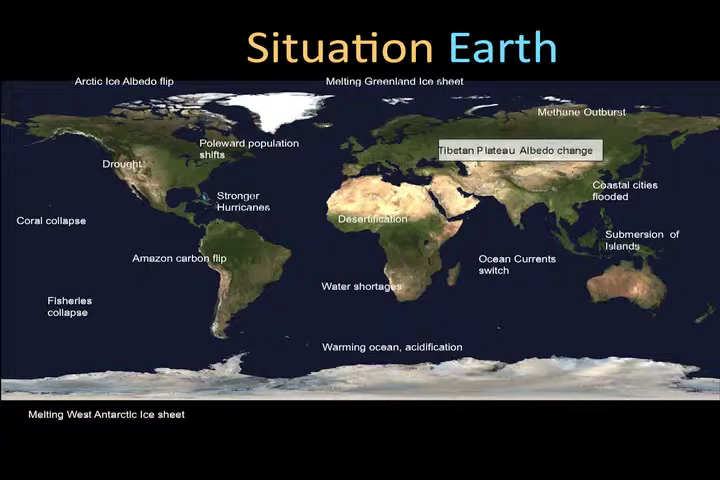 Situation Earth
Arctic Ice Albedo flip
Melting Greenland Ice sheet
Methane Outburst
Poleward population
shifts
Tibetan Plateau Albedo change
Drought
Coastal cities
flooded
Stronger
Hurricanes
Coral collapse
Desertification
Submersion of
Islands
Amazon carbon flip
Ocean Currents
switch
Water shortages
Fisheries
collapse
Warming ocean, acidification
Melting West Antarctic Ice sheet